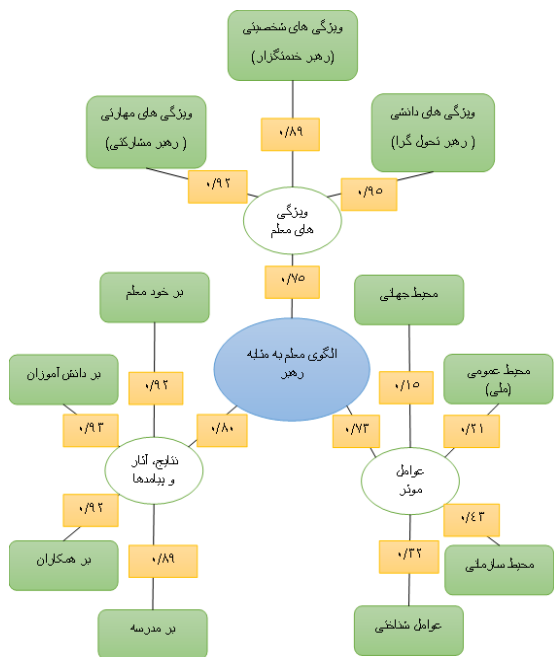 ویژگی های شخصیتی
(رهبر خدمتگزار)
ویژگی های دانشی
( رهبر تحول گرا)
ویژگی های مهارتی
( رهبر مشارکتی)
۰/۸۹
۰/۹۵
۰/۹۲
ویژگی
های معلم
۰/۷۵
محیط جهانی
بر خود معلم
الگوی معلم به مثابه
رهبر
محیط عمومی
(ملی)
بر دانش آموزان
۰/۱۵
۰/۹۲
۰/۲۱
۰/۷۳
۰/۸۰
۰/۹۳
عوامل
موثر
نتایج، آثار
و پیامدها
۰/٤۳
۰/۹۲
۰/۳۲
۰/۸۹
محیط سازمانی
بر همکاران
عوامل شناختی
بر مدرسه